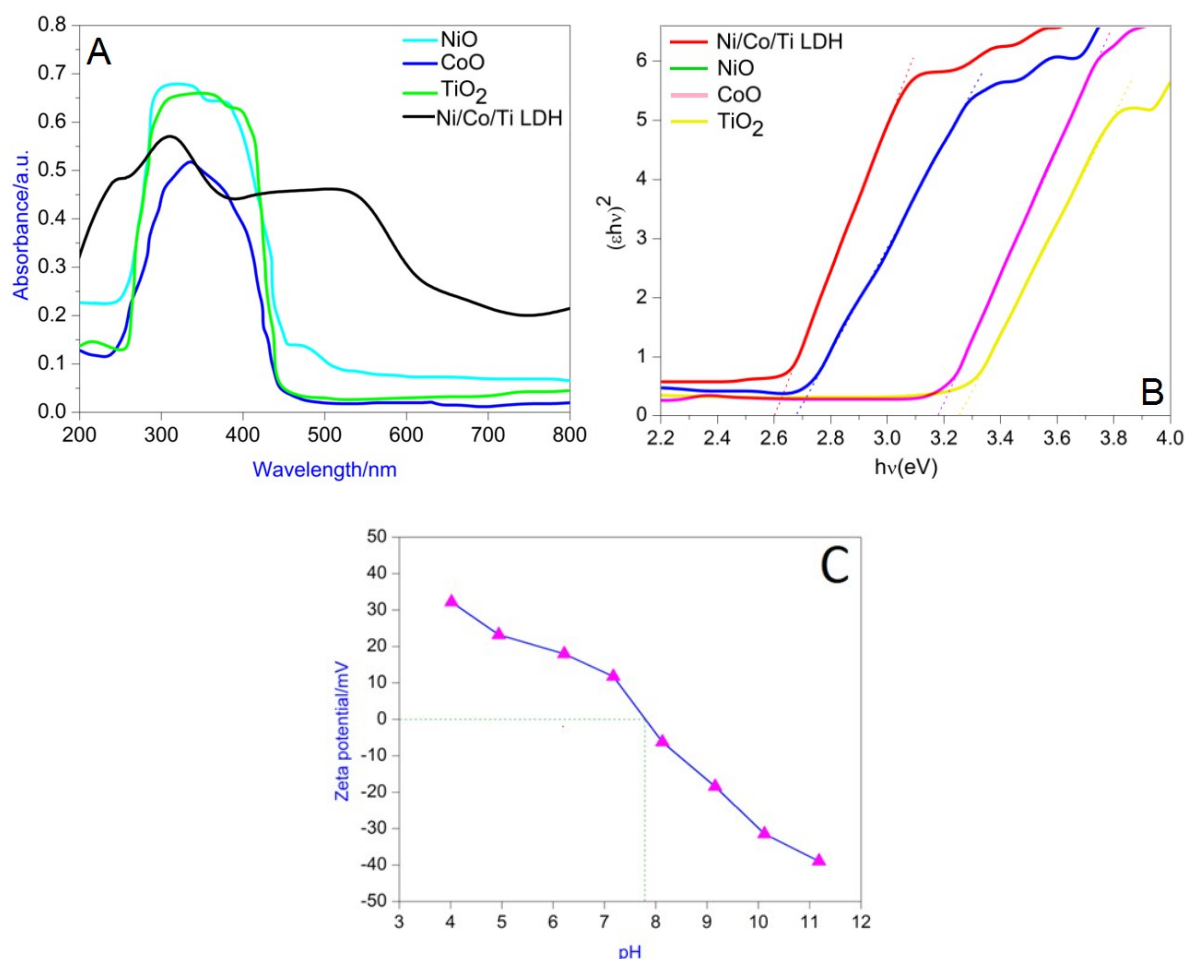 A
NiO
CoO
TiO₂
Ni/Co/Ti LDH
Absorbance/a.u.
0.8
0.7
0.6
0.5
0.4
0.3
0.2
0.1
0.0
200 300 400 500 600 700 800
Wavelength/nm
B
Ni/Co/Ti LDH
NiO
CoO
TiO₂
(εhν)²
6
5
4
3
2
1
0
2.2 2.4 2.6 2.8 3.0 3.2 3.4 3.6 3.8 4.0
hν(eV)
C
Zeta potential/mV
50
40
30
20
10
0
-10
-20
-30
-40
-50
3 4 5 6 7 8 9 10 11 12
pH